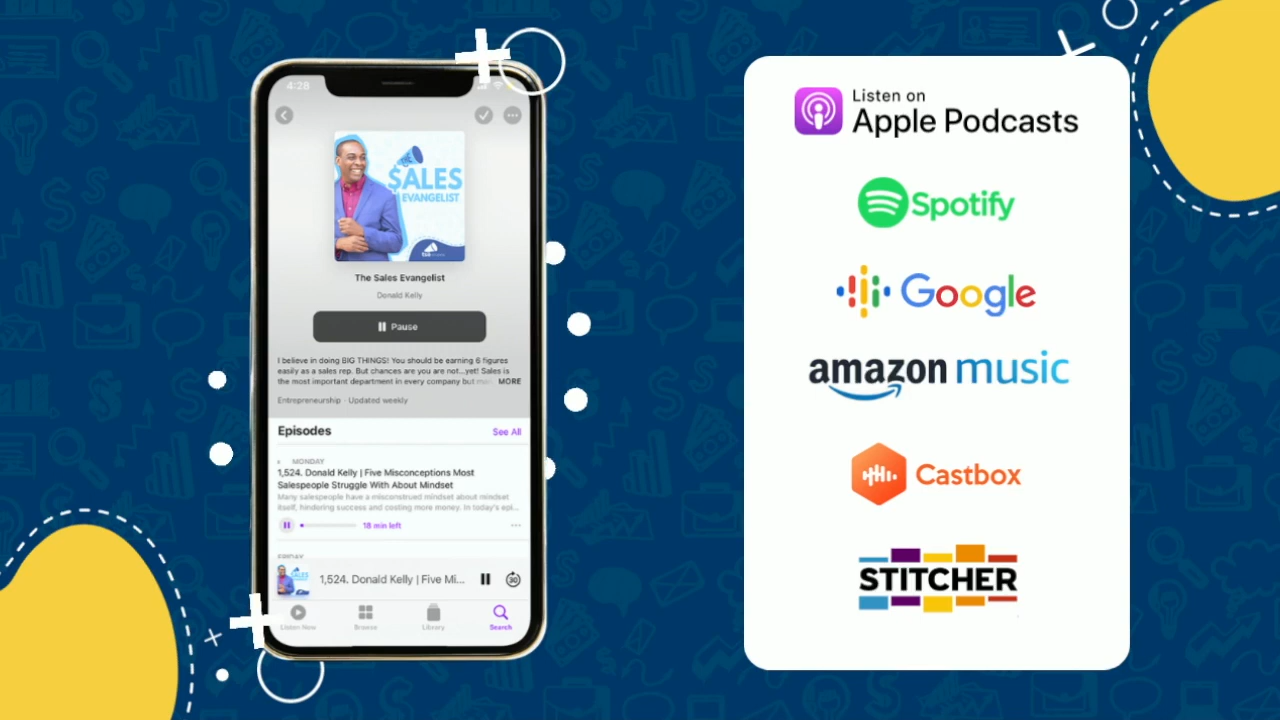 4:28
SALES
EVANGELIST
The Sales Evangelist
Donald Kelly
Pause
I believe in doing BIG THINGS! You should be earning 6 figures
easily as a sales rep. But chances are you are not...yet! Sales is
the most important department in every company but MORE
Entrepreneurship · Updated weekly
Episodes See All
MONDAY
1,524. Donald Kelly | Five Misconceptions Most
Salespeople Struggle With About Mindset
Many salespeople have a misconstrued mindset about mindset
itself, hindering success and costing more money. In today's epi...
18 min left
1,524. Donald Kelly | Five Mi...
30
Listen Now Browse Library Search
Listen on
Apple Podcasts
Spotify
Google
amazon music
Castbox
STITCHER